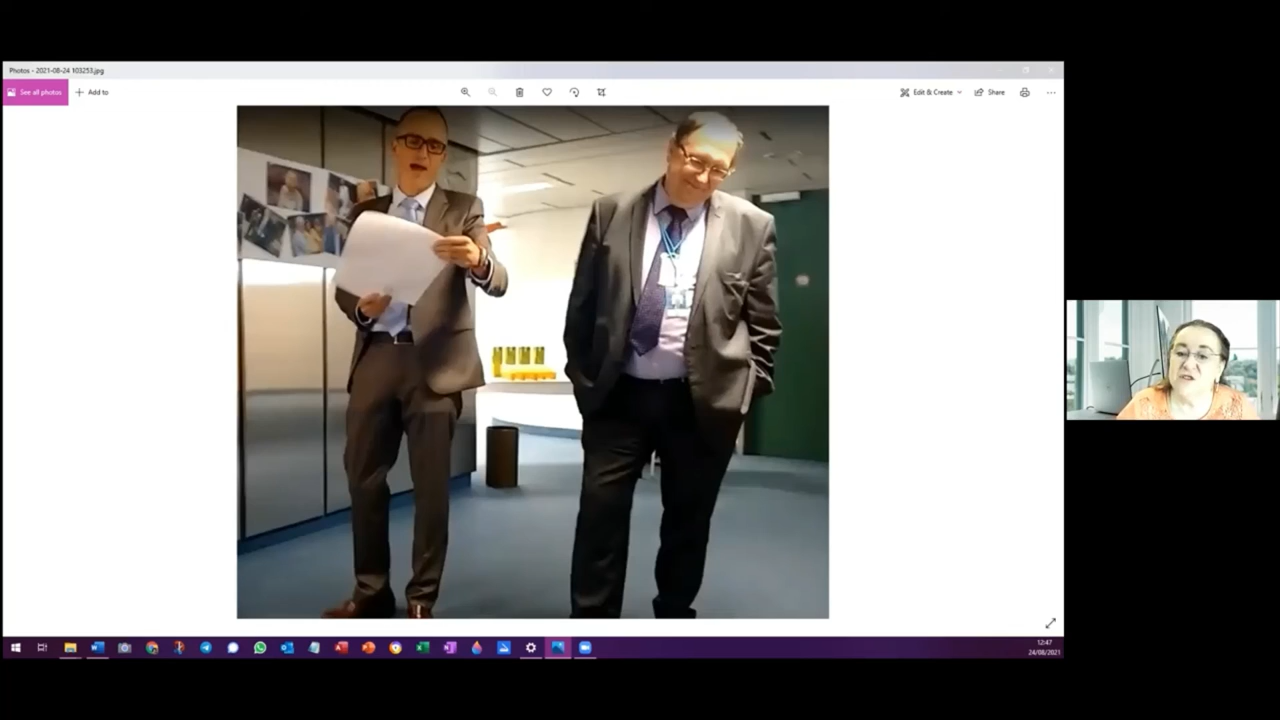 Photos - 2021-08-24 103253.jpg
See all photos
Add to
Edit & Create
Share
12:47
24/08/2021